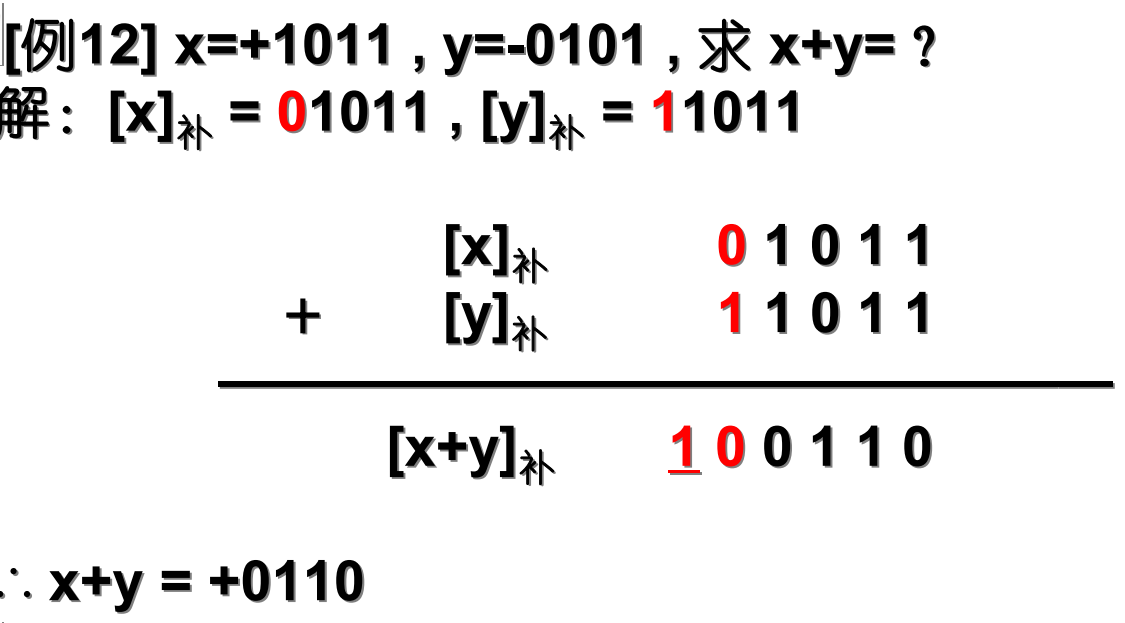 [例12] x=+1011 , y=-0101 , 求 x+y= ?
解: [x]补 = 01011 , [y]补 = 11011
[x]补 0 1 0 1 1
+ [y]补 1 1 0 1 1
[x+y]补 1 0 0 1 1 0
∴ x+y = +0110